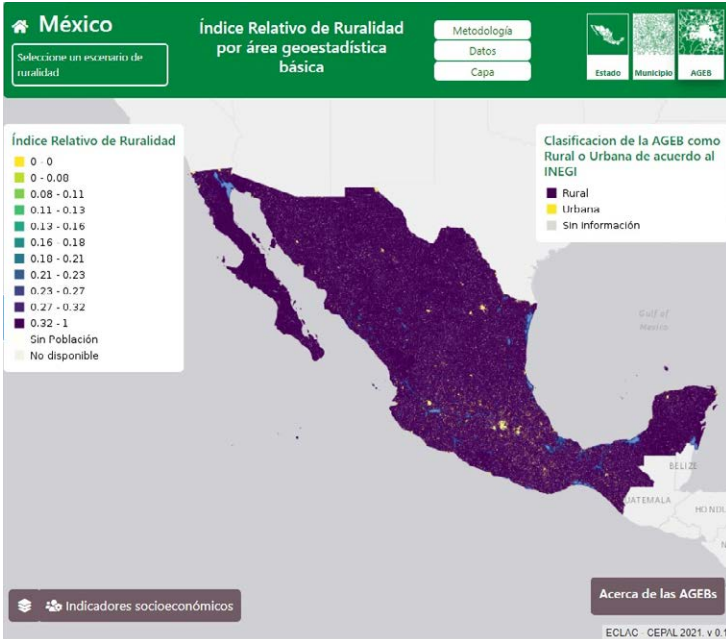 México
Seleccione un escenario de
ruralidad
Índice Relativo de Ruralidad
por área geoestadística
básica
Metodología
Datos
Capa
Estado
Municipio
AGEB
Índice Relativo de Ruralidad
0 - 0
0 - 0.08
0.08 - 0.11
0.11 - 0.13
0.13 - 0.16
0.16 - 0.18
0.18 - 0.21
0.21 - 0.23
0.23 - 0.27
0.27 - 0.32
0.32 - 1
Sin Población
No disponible
Clasificacion de la AGEB como
Rural o Urbana de acuerdo al
INEGI
Rural
Urbana
Sin información
Gulf of
Mexico
BELIZE
UATEMALA
HOND
N
Indicadores socioeconómicos
Acerca de las AGEBs
ECLAC - CEPAL 2021. v 0.1